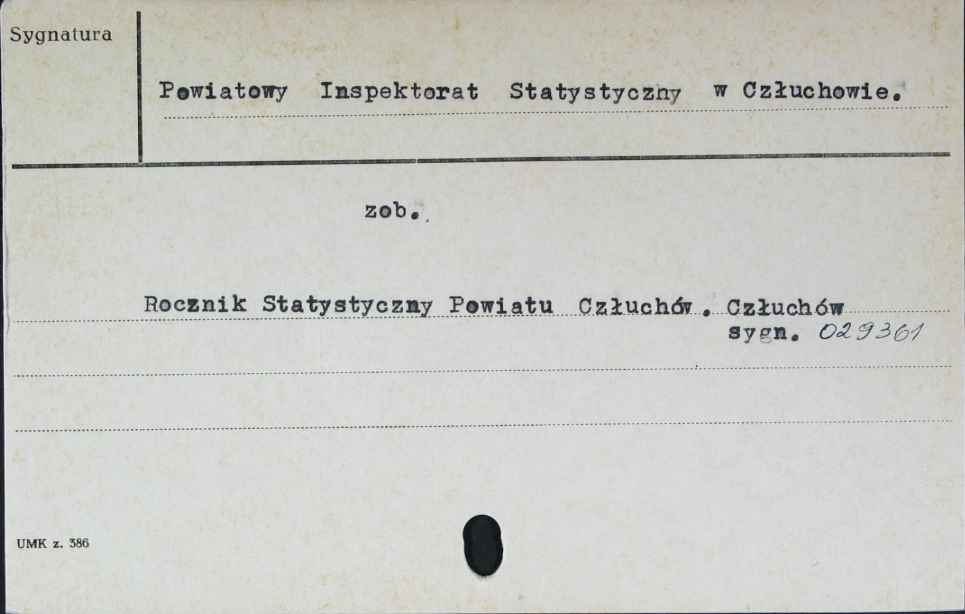 Sygnatura
Powiatowy Inspektorat Statystyczny w Człuchowie.
zob.
Rocznik Statystyczny Powiatu Człuchów. Człuchów
sygn. 029361
UMK z. 386